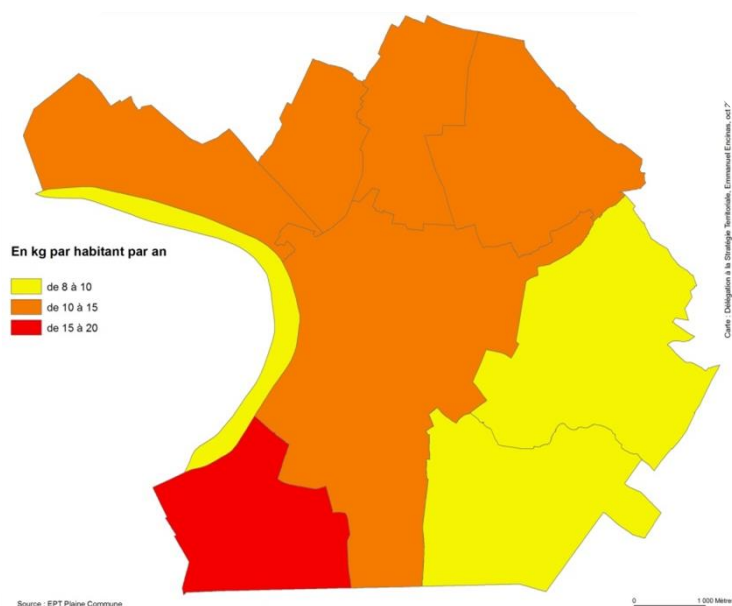 En kg par habitant par an
de 8 à 10
de 10 à 15
de 15 à 20
Carte : Délégation à la Stratégie Territoriale, Emmanuel Encinas, oct
Source : EPT Plaine Commune
0 1 000 Mètre